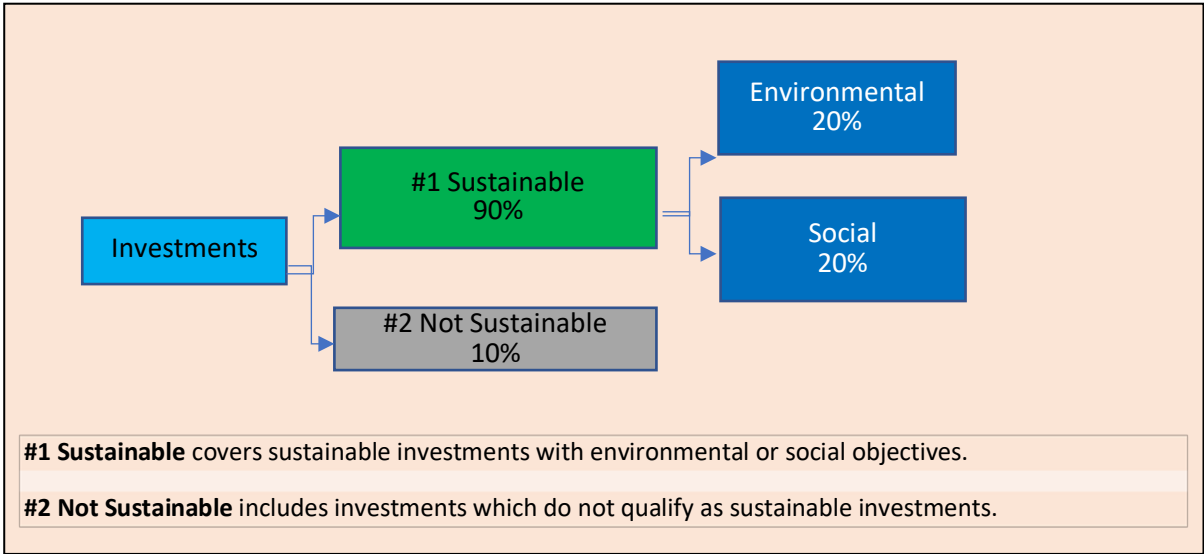 Environmental
20%
#1 Sustainable
90%
Social
20%
Investments
#2 Not Sustainable
10%
#1 Sustainable covers sustainable investments with environmental or social objectives.
#2 Not Sustainable includes investments which do not qualify as sustainable investments.